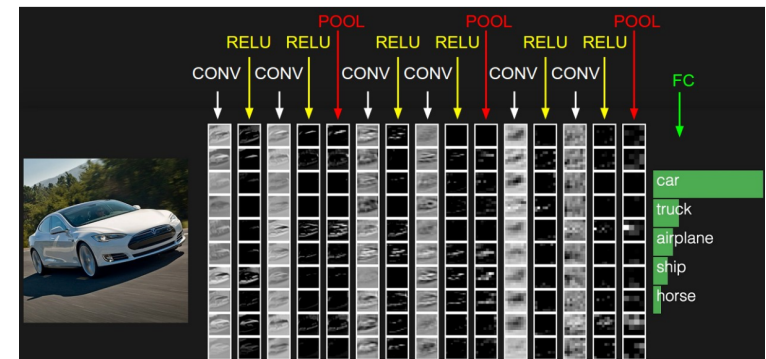 POOL POOL POOL
RELU RELU RELU RELU RELU RELU
CONV CONV CONV CONV CONV CONV
FC
car
truck
airplane
ship
horse